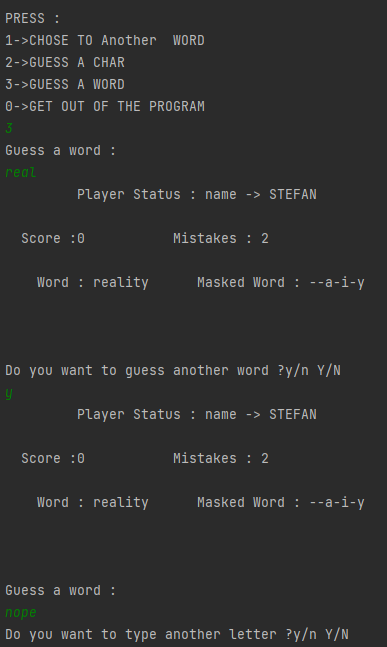 PRESS :
1->CHOSE TO Another  WORD
2->GUESS A CHAR
3->GUESS A WORD
0->GET OUT OF THE PROGRAM
3
Guess a word :
real
Player Status : name -> STEFAN
Score :0           Mistakes : 2
Word : reality      Masked Word : --a-i-y
Do you want to guess another word ?y/n Y/N
y
Player Status : name -> STEFAN
Score :0           Mistakes : 2
Word : reality      Masked Word : --a-i-y
Guess a word :
nope
Do you want to type another letter ?y/n Y/N